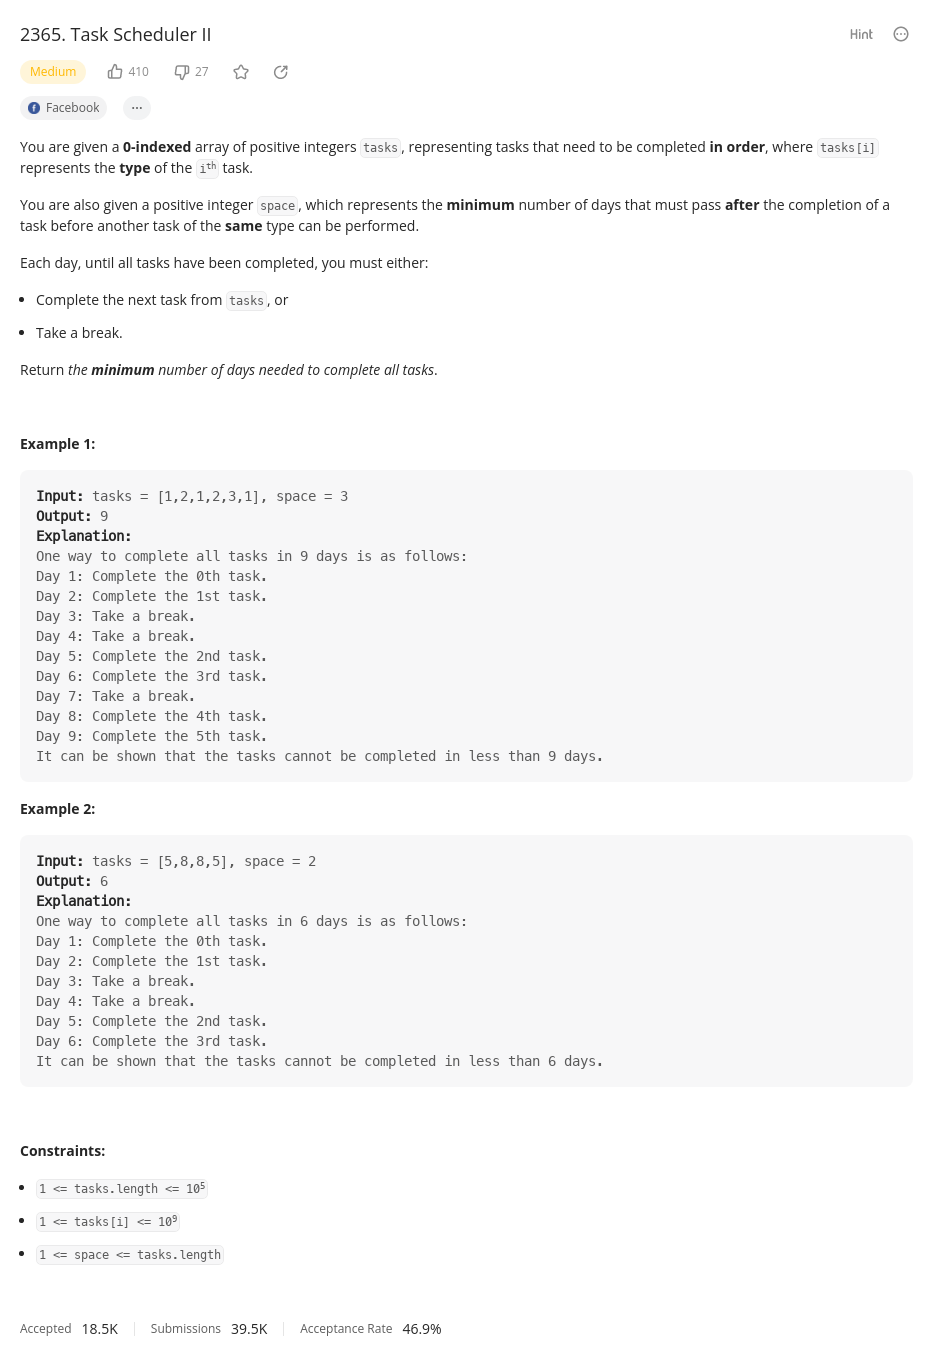 2365. Task Scheduler II
Hint
Medium 410 27
Facebook ...
You are given a 0-indexed array of positive integers tasks, representing tasks that need to be completed in order, where tasks[i]
represents the type of the ith task.
You are also given a positive integer space, which represents the minimum number of days that must pass after the completion of a
task before another task of the same type can be performed.
Each day, until all tasks have been completed, you must either:
• Complete the next task from tasks, or
• Take a break.
Return the minimum number of days needed to complete all tasks.
Example 1:
Input: tasks = [1,2,1,2,3,1], space = 3
Output: 9
Explanation:
One way to complete all tasks in 9 days is as follows:
Day 1: Complete the 0th task.
Day 2: Complete the 1st task.
Day 3: Take a break.
Day 4: Take a break.
Day 5: Complete the 2nd task.
Day 6: Complete the 3rd task.
Day 7: Take a break.
Day 8: Complete the 4th task.
Day 9: Complete the 5th task.
It can be shown that the tasks cannot be completed in less than 9 days.
Example 2:
Input: tasks = [5,8,8,5], space = 2
Output: 6
Explanation:
One way to complete all tasks in 6 days is as follows:
Day 1: Complete the 0th task.
Day 2: Complete the 1st task.
Day 3: Take a break.
Day 4: Take a break.
Day 5: Complete the 2nd task.
Day 6: Complete the 3rd task.
It can be shown that the tasks cannot be completed in less than 6 days.
Constraints:
• 1 <= tasks.length <= 10⁵
• 1 <= tasks[i] <= 10⁹
• 1 <= space <= tasks.length
Accepted 18.5K Submissions 39.5K Acceptance Rate 46.9%